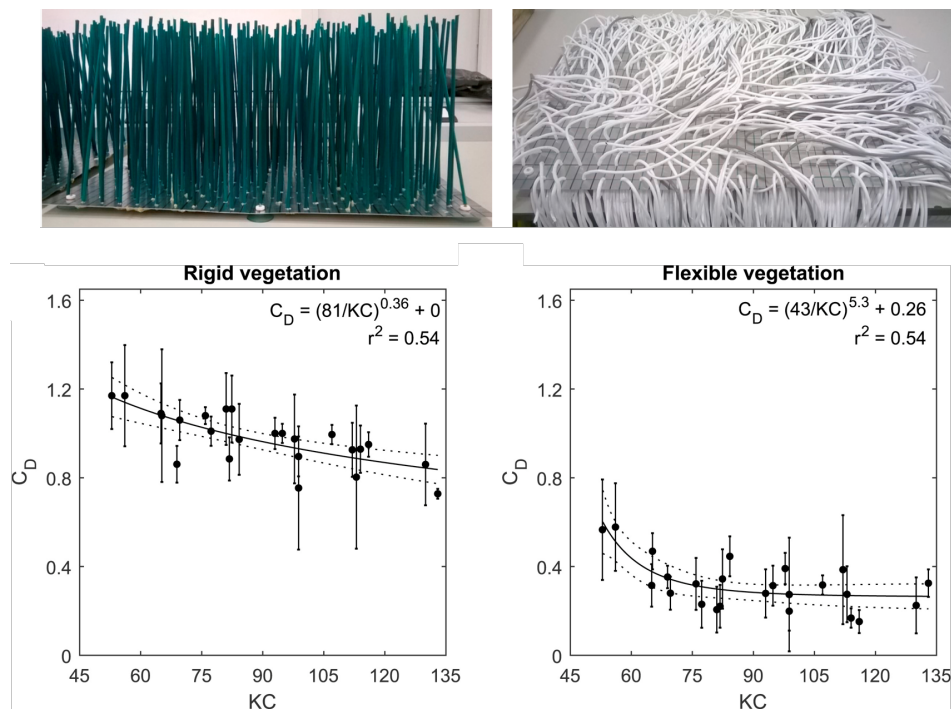 Rigid vegetation
C_D = (81/KC)^0.36 + 0
r^2 = 0.54
1.6
1.2
0.8
0.4
0
C_D
45 60 75 90 105 120 135
KC
Flexible vegetation
C_D = (43/KC)^5.3 + 0.26
r^2 = 0.54
1.6
1.2
0.8
0.4
0
C_D
45 60 75 90 105 120 135
KC